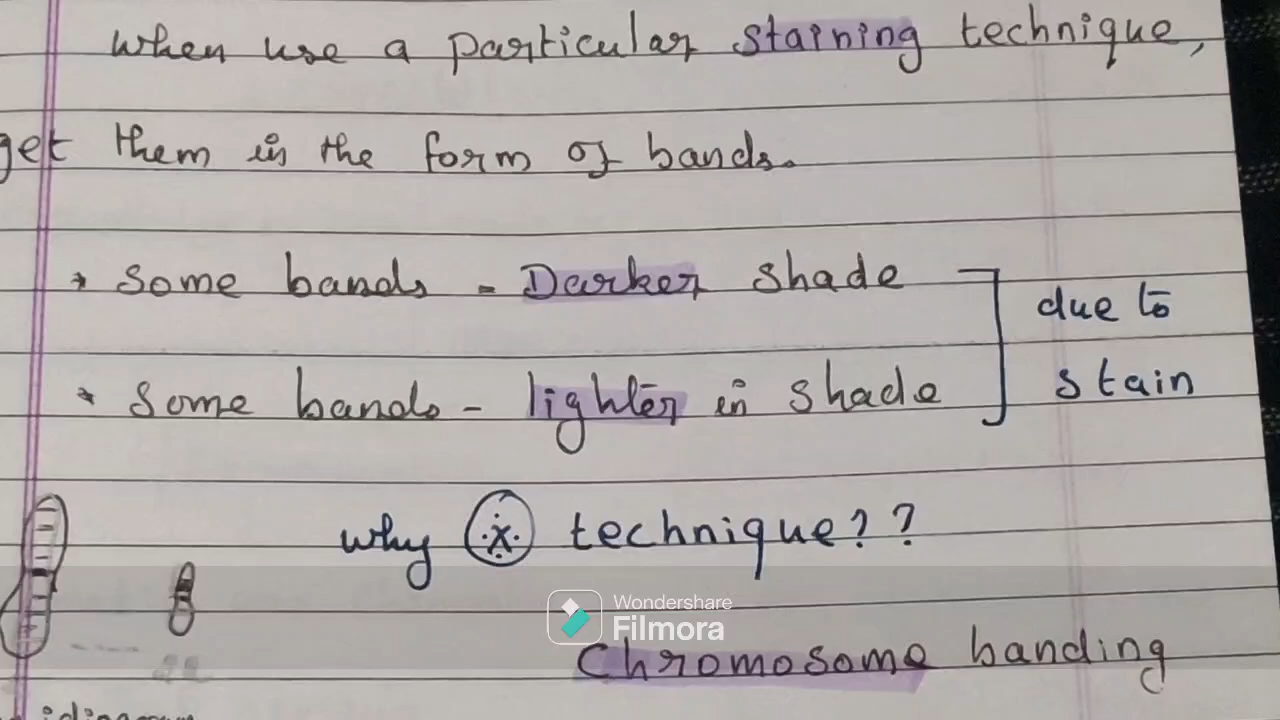 when use a particular staining technique,
get them in the form of bands.
* some bands - Darker shade
due to
* some bands - lighter in shade
stain
why technique??
Wondershare
Filmora
Chromosome banding